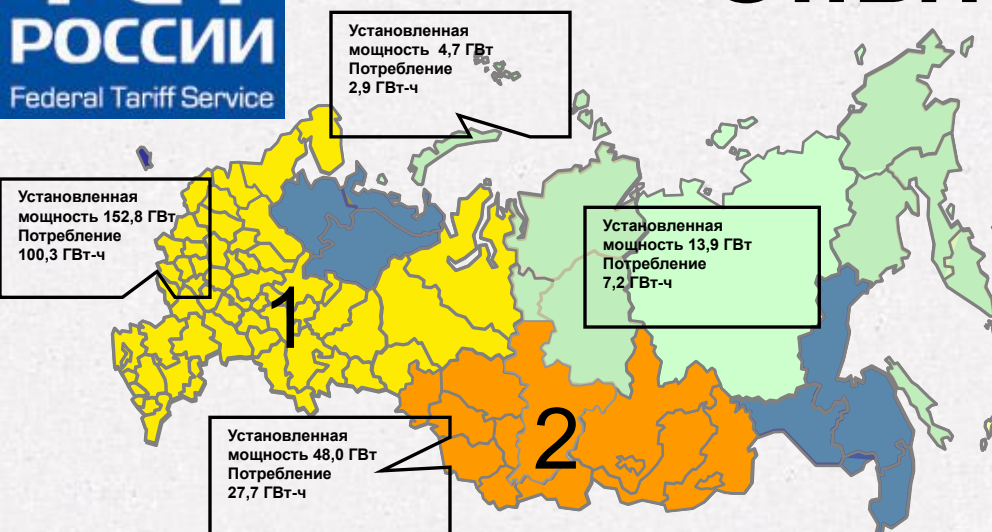 РОССИИ
Federal Tariff Service
Установленная
мощность 4,7 ГВт
Потребление
2,9 ГВт-ч
Установленная
мощность 152,8 ГВт
Потребление
100,3 ГВт-ч
Установленная
мощность 13,9 ГВт
Потребление
7,2 ГВт-ч
1
2
Установленная
мощность 48,0 ГВт
Потребление
27,7 ГВт-ч